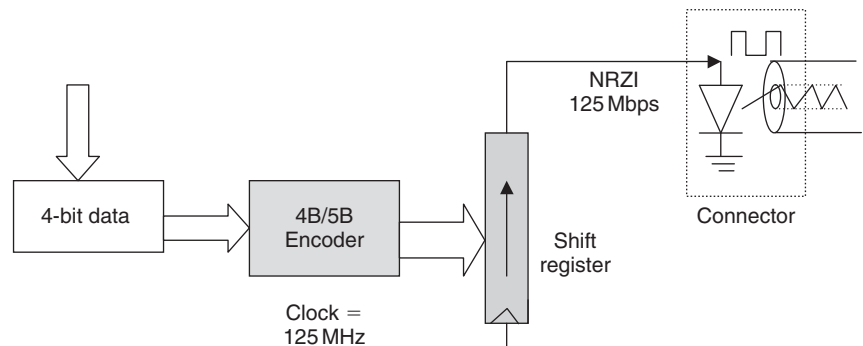 NRZI
125 Mbps
4-bit data
4B/5B
Encoder
Connector
Shift
register
Clock =
125 MHz